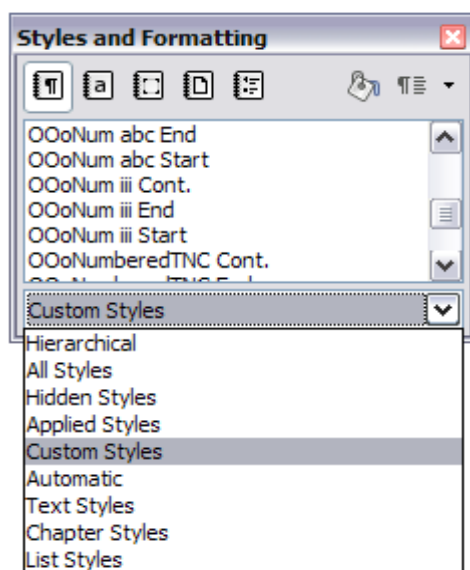 Styles and Formatting
OOoNum abc End
OOoNum abc Start
OOoNum iii Cont.
OOoNum iii End
OOoNum iii Start
OOoNumberedTNC Cont.
Custom Styles
Hierarchical
All Styles
Hidden Styles
Applied Styles
Custom Styles
Automatic
Text Styles
Chapter Styles
List Styles